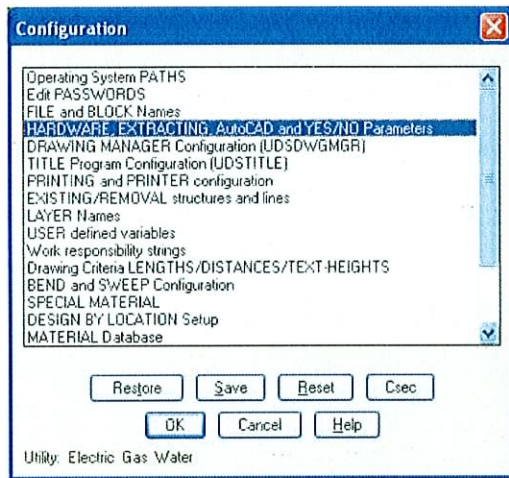 Configuration
Operating System PATHS
Edit PASSWORDS
FILE and BLOCK Names
HARDWARE, EXTRACTING, AutoCAD and YES/NO Parameters
DRAWING MANAGER Configuration (UDSDWGMGR)
TITLE Program Configuration (UDSTITLE)
PRINTING and PRINTER configuration
EXISTING/REMOVAL structures and lines
LAYER Names
USER defined variables
Work responsibility strings
Drawing Criteria LENGTHS/DISTANCES/TEXT-HEIGHTS
BEND and SWEEP Configuration
SPECIAL MATERIAL
DESIGN BY LOCATION Setup
MATERIAL Database
Restore Save Reset Csec
OK Cancel Help
Utility: Electric Gas Water